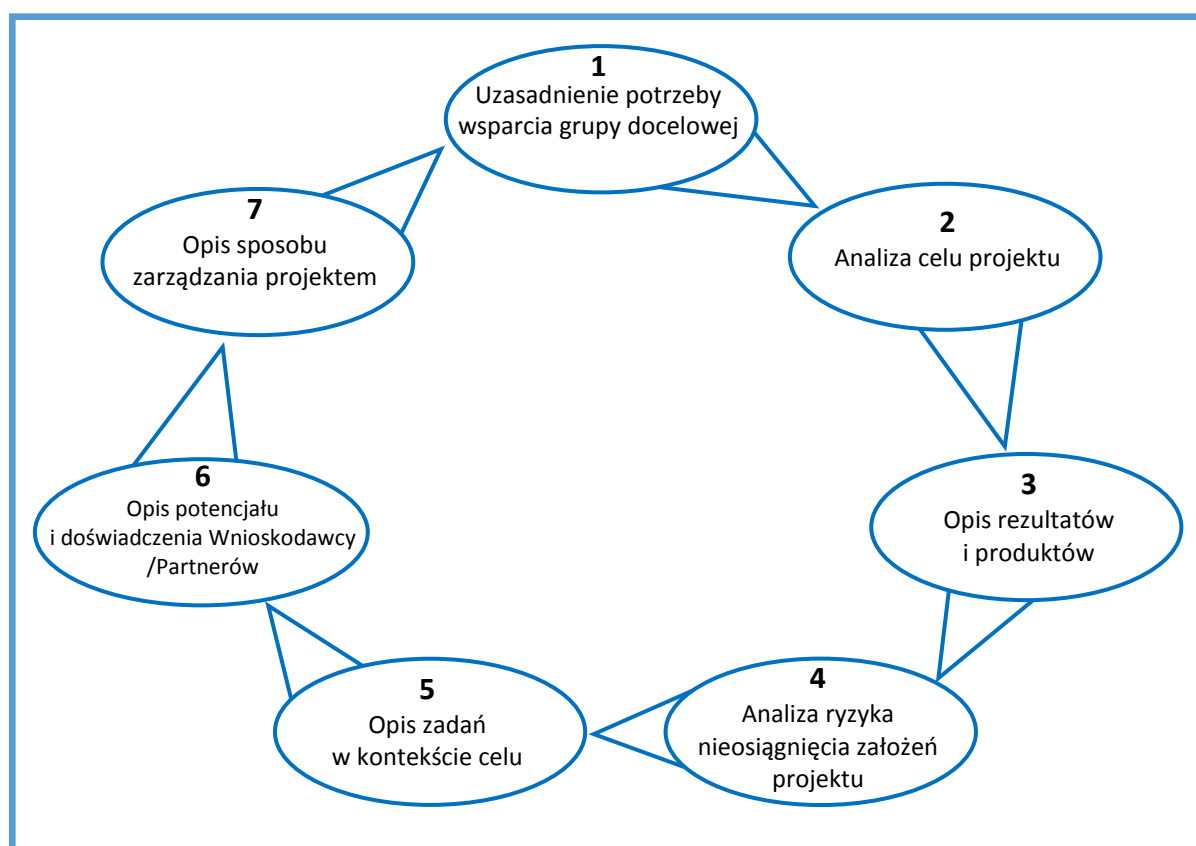 1
Uzasadnienie potrzeby
wsparcia grupy docelowej
2
Analiza celu projektu
3
Opis rezultatów
i produktów
4
Analiza ryzyka
nieosiągnięcia założeń
projektu
5
Opis zadań
w kontekście celu
6
Opis potencjału
i doświadczenia Wnioskodawcy
/Partnerów
7
Opis sposobu
zarządzania projektem